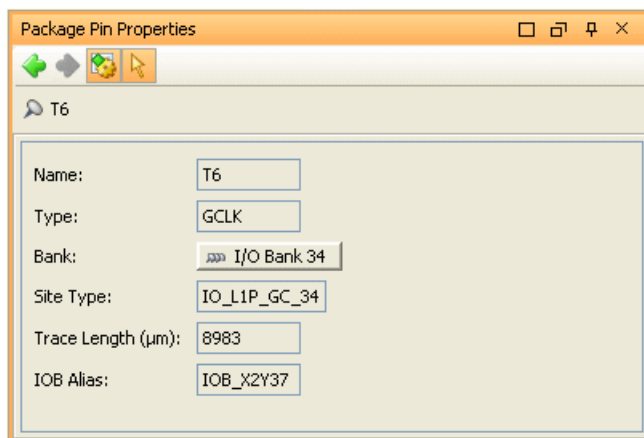 Package Pin Properties
T6
Name: T6
Type: GCLK
Bank: I/O Bank 34
Site Type: IO_L1P_GC_34
Trace Length (µm): 8983
IOB Alias: IOB_X2Y37